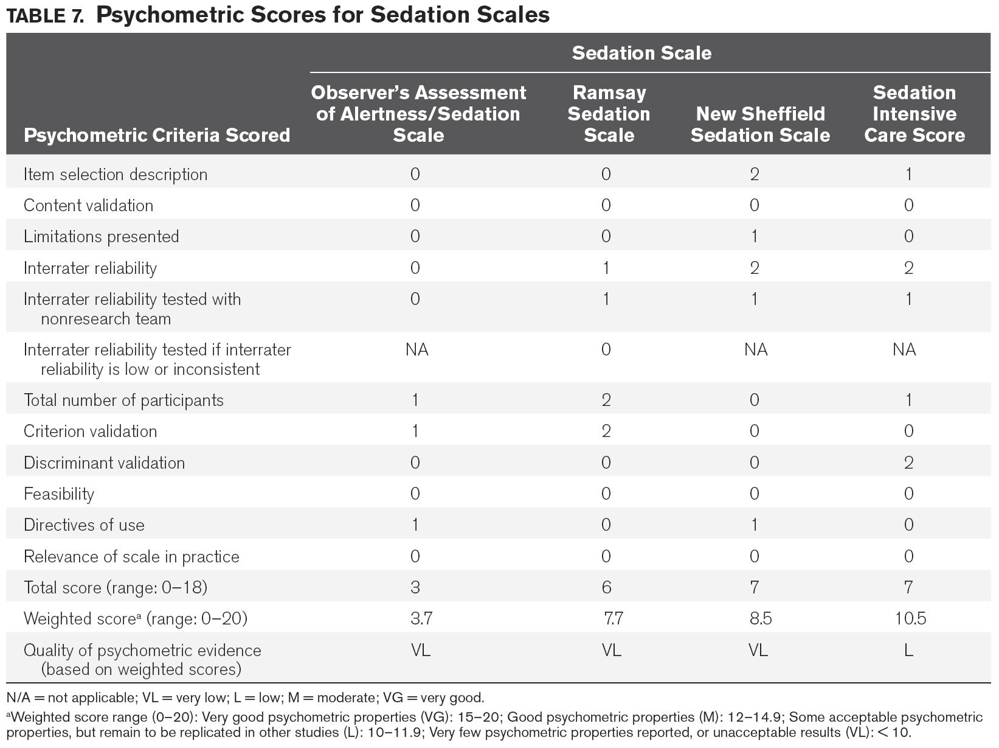 TABLE 7. Psychometric Scores for Sedation Scales
Sedation Scale
Psychometric Criteria Scored
Observer’s Assessment
of Alertness/Sedation
Scale
Ramsay
Sedation
Scale
New Sheffield
Sedation Scale
Sedation
Intensive
Care Score
Item selection description 0 0 2 1
Content validation 0 0 0 0
Limitations presented 0 0 1 0
Interrater reliability 0 1 2 2
Interrater reliability tested with 0 1 1 1
nonresearch team
Interrater reliability tested if interrater NA 0 NA NA
reliability is low or inconsistent
Total number of participants 1 2 0 1
Criterion validation 1 2 0 0
Discriminant validation 0 0 0 2
Feasibility 0 0 0 0
Directives of use 1 0 1 0
Relevance of scale in practice 0 0 0 0
Total score (range: 0–18) 3 6 7 7
Weighted scoreᵃ (range: 0–20) 3.7 7.7 8.5 10.5
Quality of psychometric evidence VL VL VL L
(based on weighted scores)
N/A = not applicable; VL = very low; L = low; M = moderate; VG = very good.
ᵃWeighted score range (0–20): Very good psychometric properties (VG): 15–20; Good psychometric properties (M): 12–14.9; Some acceptable psychometric
properties, but remain to be replicated in other studies (L): 10–11.9; Very few psychometric properties reported, or unacceptable results (VL): < 10.